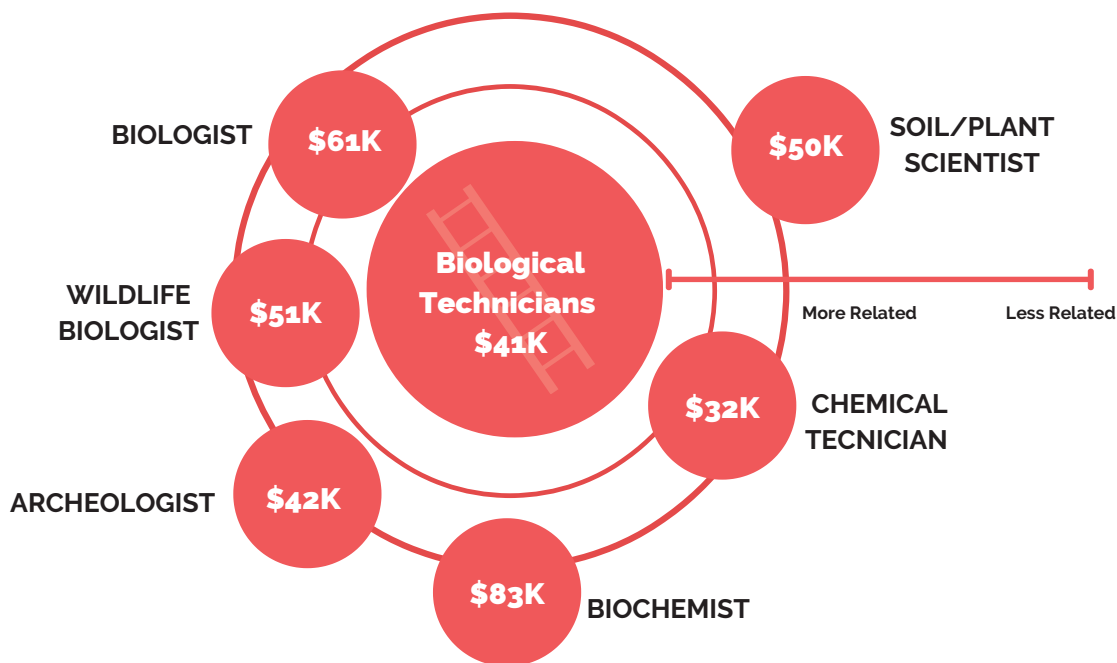 BIOLOGIST
$61K
$50K
SOIL/PLANT
SCIENTIST
Biological
Technicians
$41K
WILDLIFE
BIOLOGIST
$51K
More Related
Less Related
$32K
CHEMICAL
TECNICIAN
ARCHEOLOGIST
$42K
$83K
BIOCHEMIST